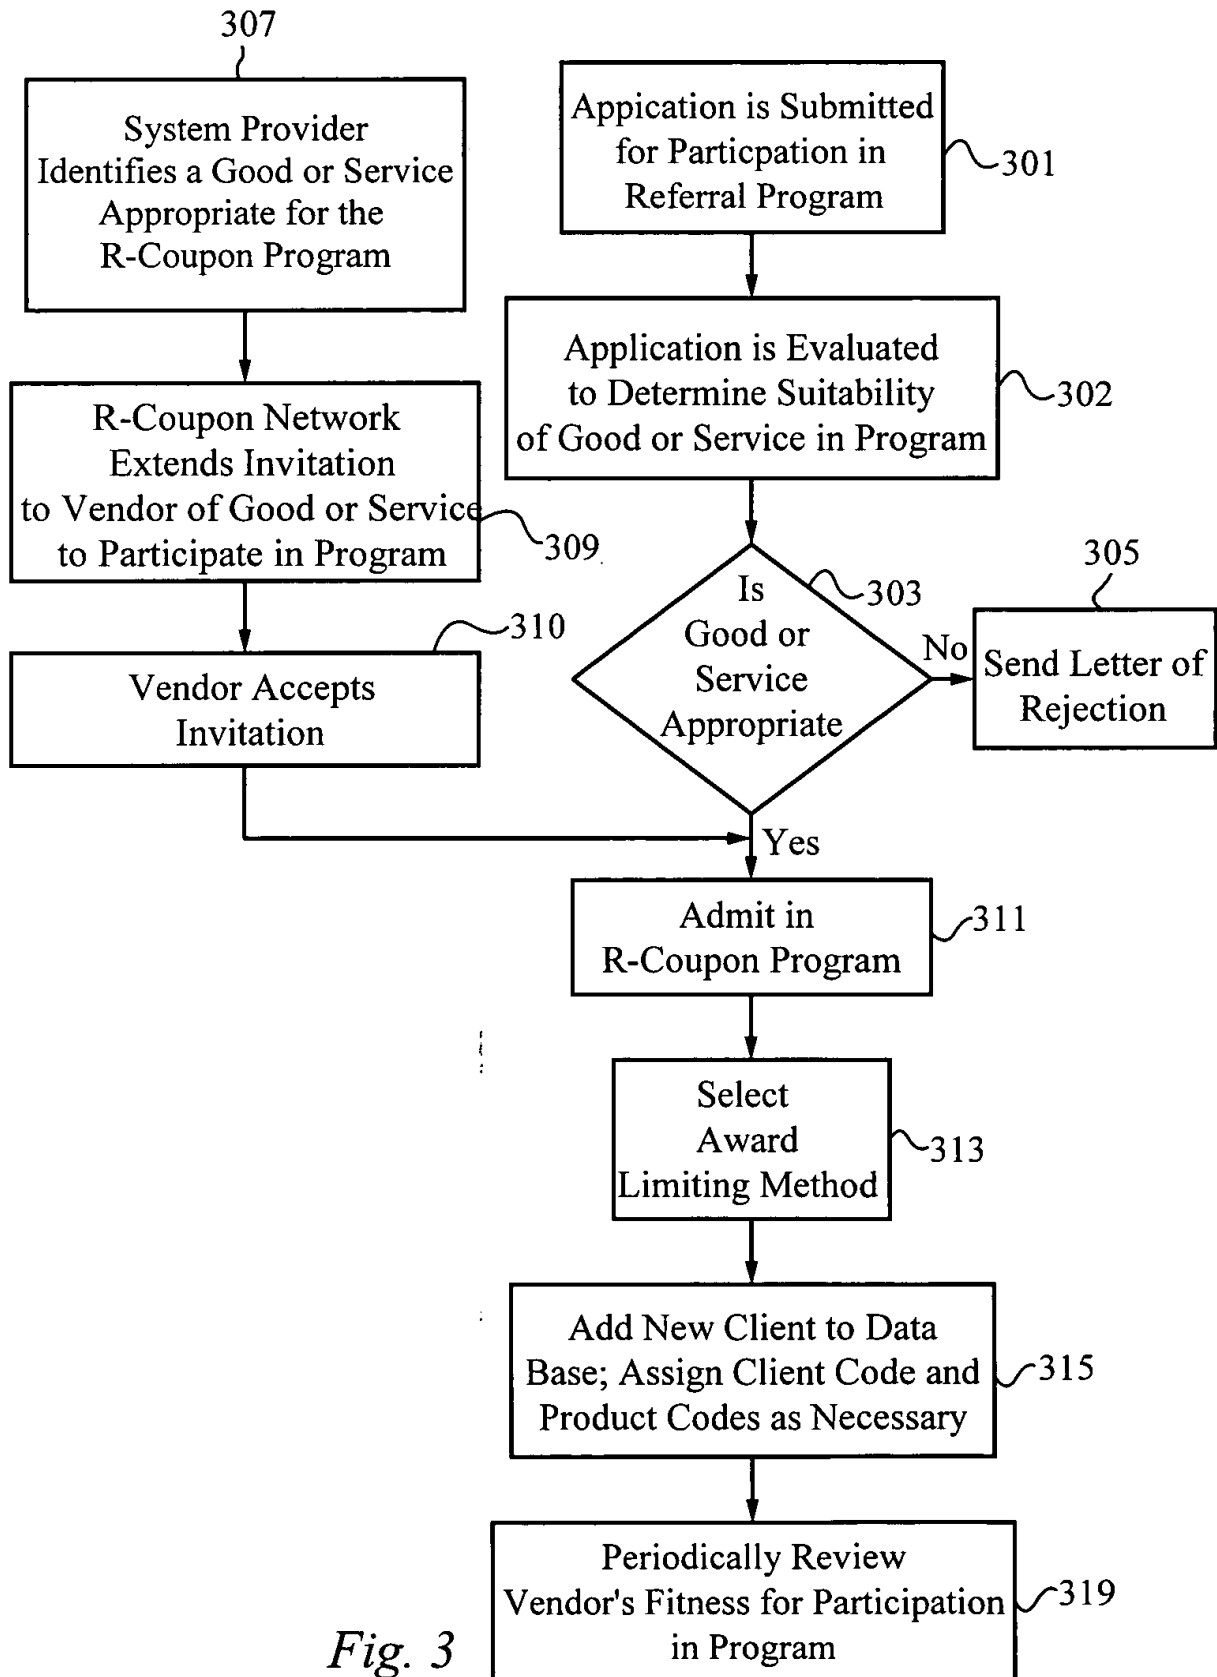 307
System Provider
Identifies a Good or Service
Appropriate for the
R-Coupon Program
R-Coupon Network
Extends Invitation
to Vendor of Good or Service
to Participate in Program
309
310
Vendor Accepts
Invitation
Appication is Submitted
for Particpation in
Referral Program
301
Application is Evaluated
to Determine Suitability
of Good or Service in Program
302
303
Is
Good or
Service
Appropriate
No
305
Send Letter of
Rejection
Yes
Admit in
R-Coupon Program
311
Select
Award
Limiting Method
313
Add New Client to Data
Base; Assign Client Code and
Product Codes as Necessary
315
Periodically Review
Vendor's Fitness for Participation
in Program
319
Fig. 3